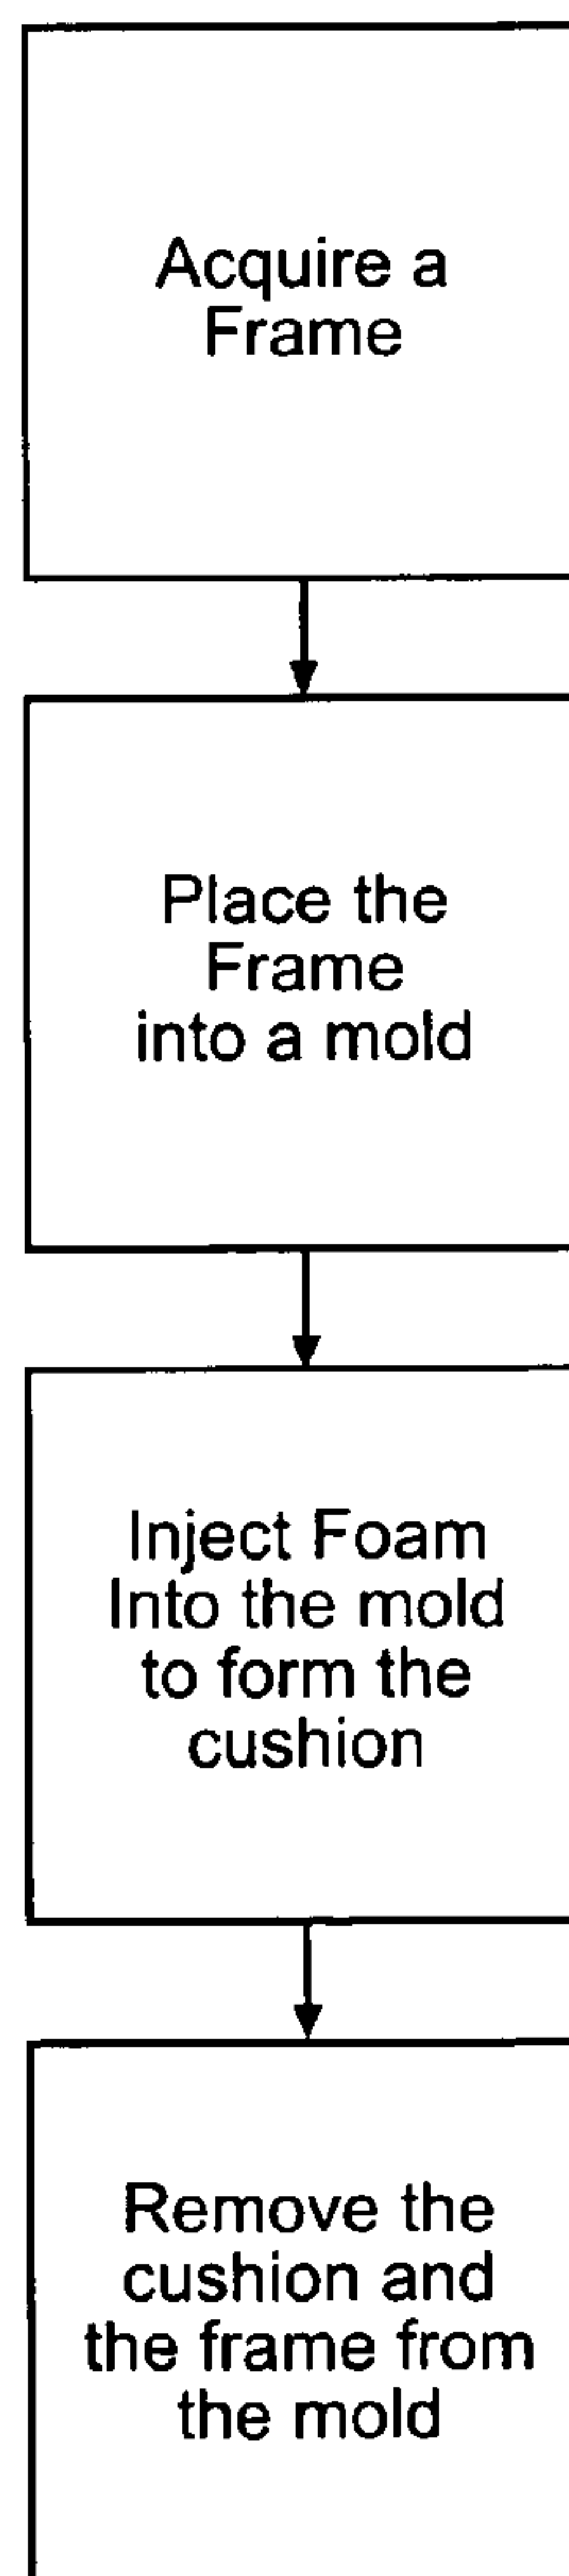 Acquire a
Frame
Place the
Frame
into a mold
Inject Foam
Into the mold
to form the
cushion
Remove the
cushion and
the frame from
the mold